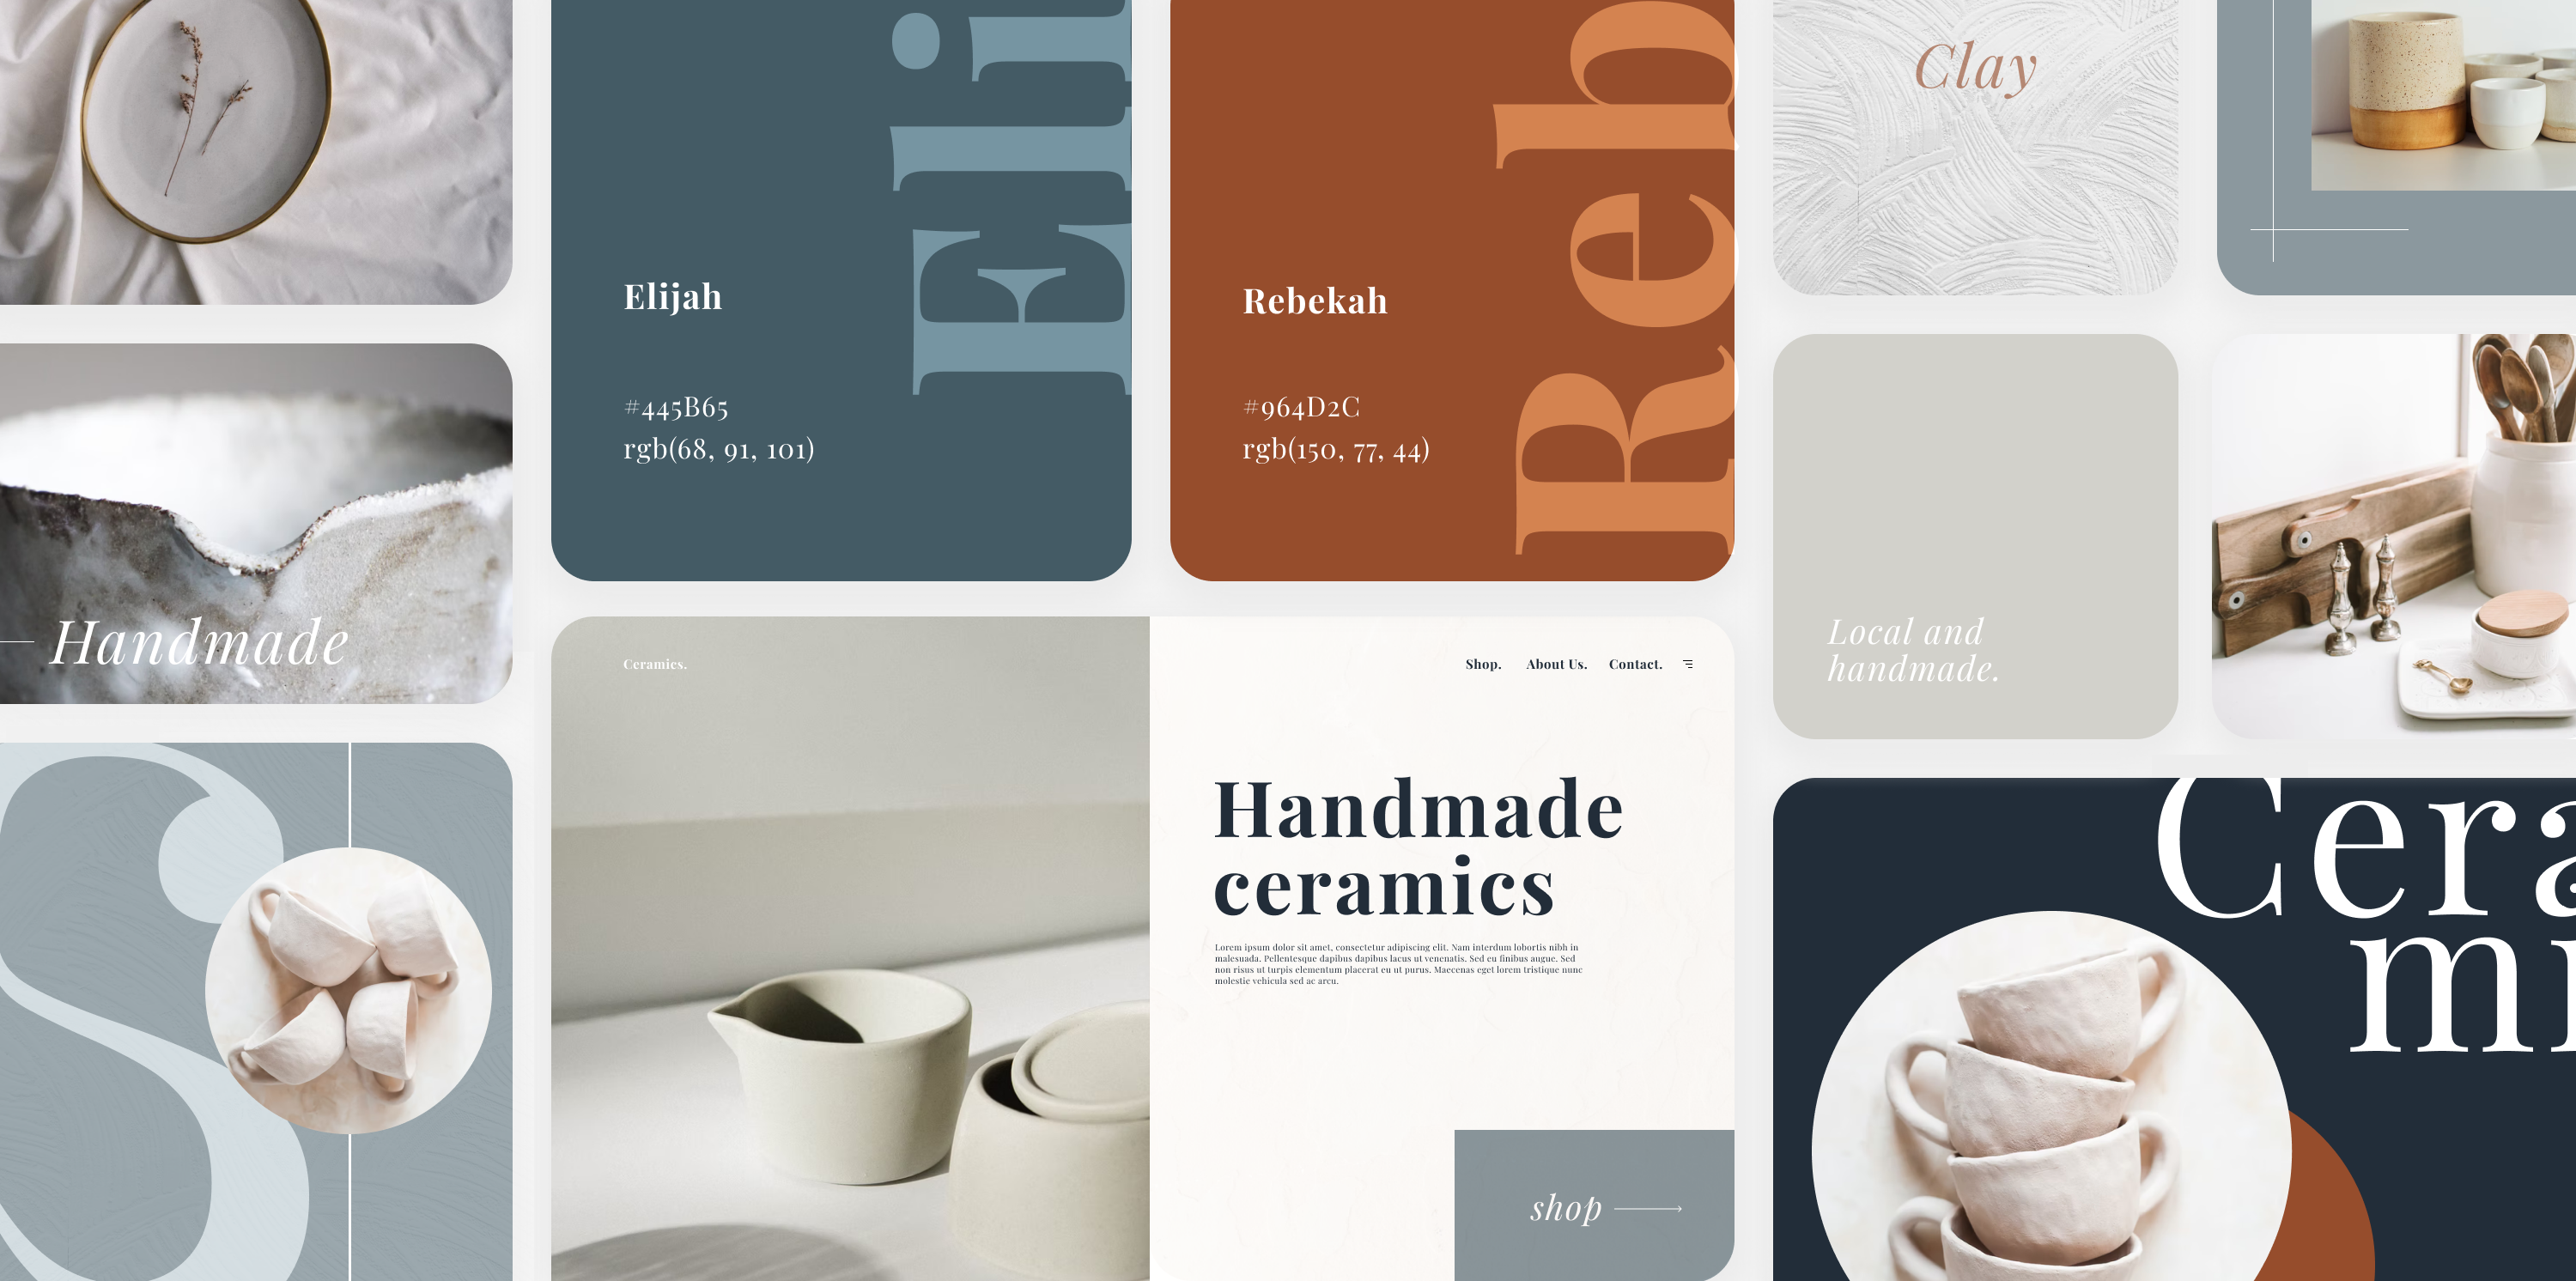 Handmade
S
Eli
Elijah
#445B65
rgb(68, 91, 101)
Reb
Rebekah
#964D2C
rgb(150, 77, 44)
Ceramics.
Shop. About Us. Contact.
Handmade
ceramics
Lorem ipsum dolor sit amet, consectetur adipiscing elit. Nam interdum lobortis nibh in
malesuada. Pellentesque dapibus dapibus lacus ut venenatis. Sed eu finibus augue. Sed
non risus ut turpis elementum placerat eu ut purus. Maecenas eget lorem tristique nunc
molestie vehicula sed ac arcu.
shop
Clay
Local and
handmade.
Cera
mi